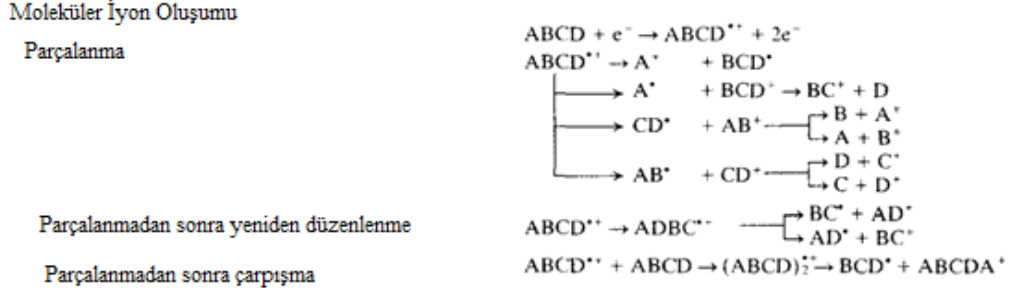 Moleküler İyon Oluşumu
ABCD + e⁻ → ABCD•⁺ + 2e⁻
Parçalanma
ABCD•⁺ → A⁺ + BCD•
A• + BCD⁺ → BC⁺ + D
CD• + AB⁺ → B + A⁺
→ A + B⁺
AB• + CD⁺ → D + C⁺
→ C + D⁺
Parçalanmadan sonra yeniden düzenlenme
ABCD•⁺ → ADBC•⁺ → BC• + AD⁺
→ AD• + BC⁺
Parçalanmadan sonra çarpışma
ABCD•⁺ + ABCD → (ABCD)₂•⁺ → BCD• + ABCDA⁺